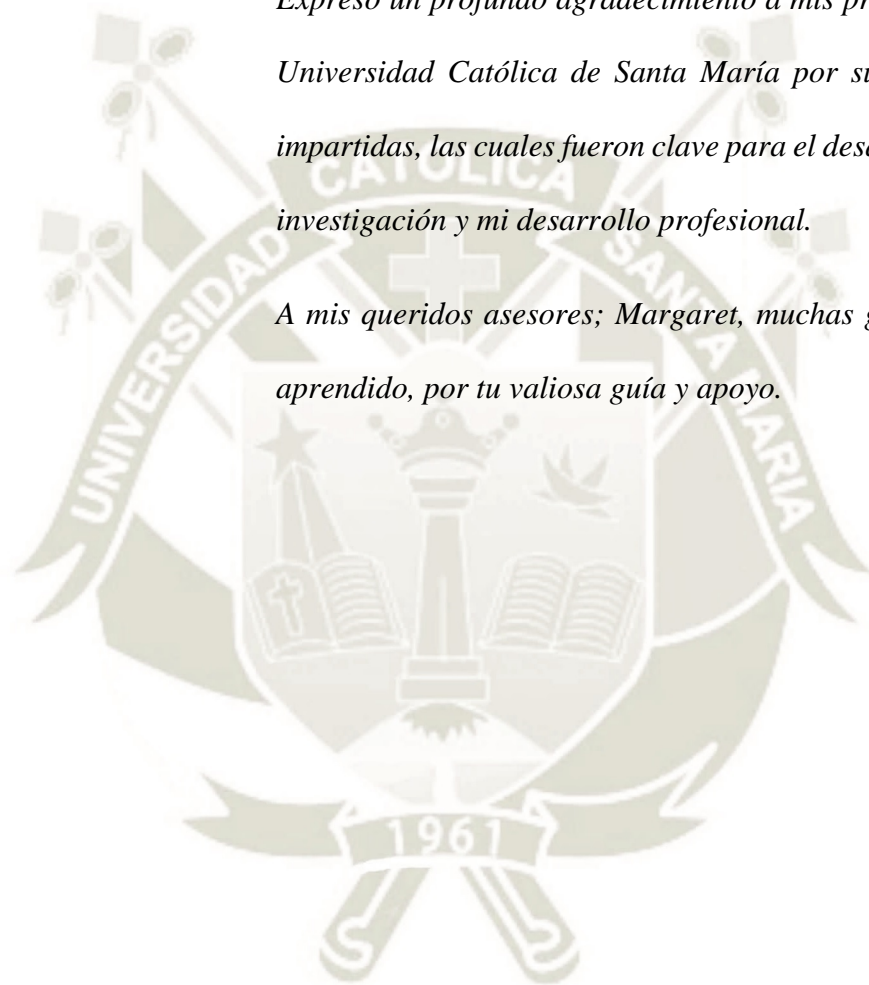 Expreso un profundo agradecimiento a mis pr
Universidad Católica de Santa María por su
impartidas, las cuales fueron clave para el desa
investigación y mi desarrollo profesional.
A mis queridos asesores; Margaret, muchas g
aprendido, por tu valiosa guía y apoyo.
UNIVERSIDAD CATOLICA SANTA MARIA
1961